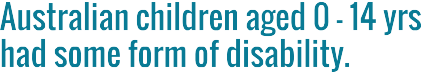 Australian children aged 0 - 14 yrs
had some form of disability.